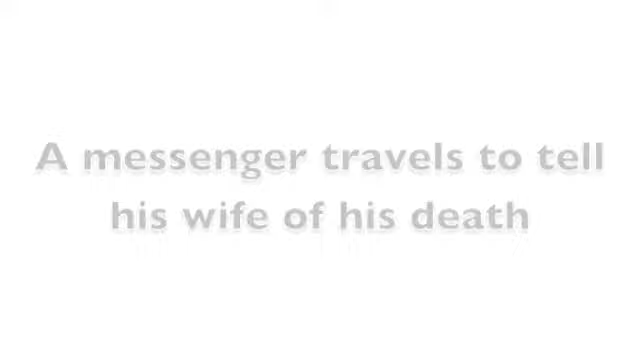 A messenger travels to tell
his wife of his death